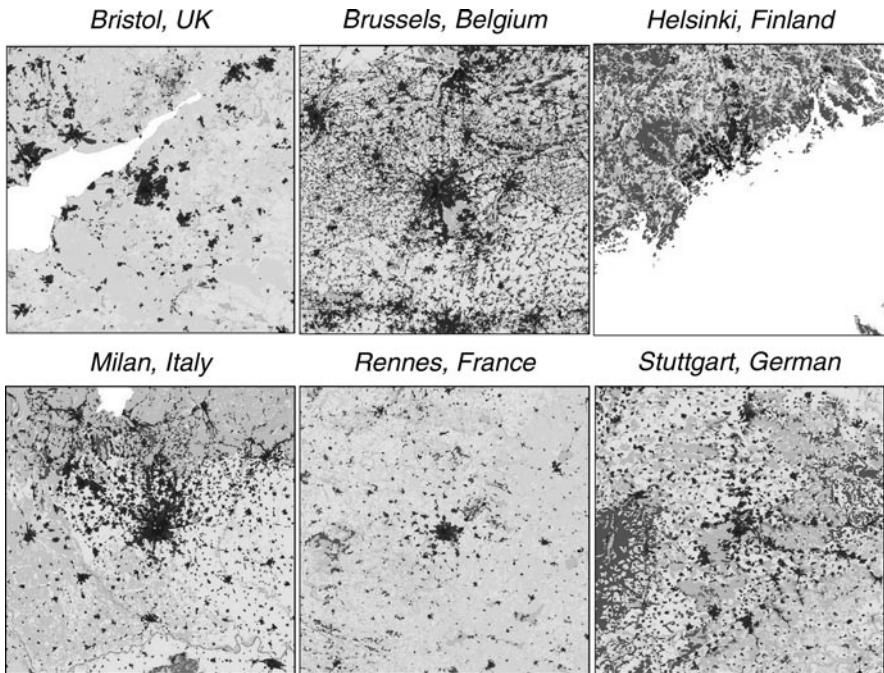 Bristol, UK
Brussels, Belgium
Helsinki, Finland
Milan, Italy
Rennes, France
Stuttgart, German